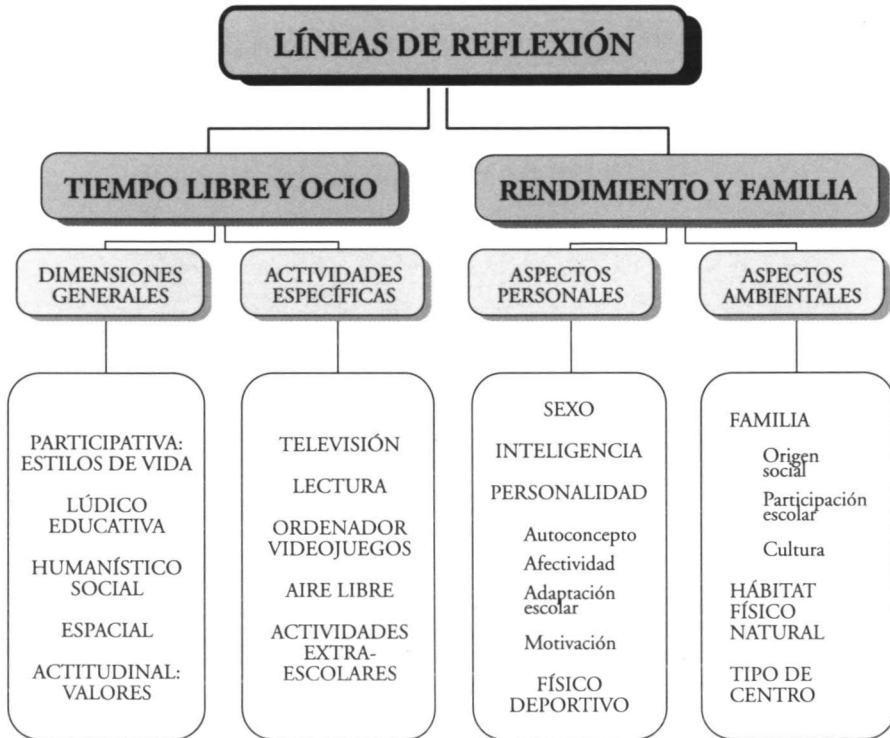 LÍNEAS DE REFLEXIÓN
TIEMPO LIBRE Y OCIO
RENDIMIENTO Y FAMILIA
DIMENSIONES
GENERALES
ACTIVIDADES
ESPECÍFICAS
ASPECTOS
PERSONALES
ASPECTOS
AMBIENTALES
PARTICIPATIVA:
ESTILOS DE VIDA
LÚDICO
EDUCATIVA
HUMANÍSTICO
SOCIAL
ESPACIAL
ACTITUDINAL:
VALORES
TELEVISIÓN
LECTURA
ORDENADOR
VIDEOJUEGOS
AIRE LIBRE
ACTIVIDADES
EXTRA-
ESCOLARES
SEXO
INTELIGENCIA
PERSONALIDAD
Autoconcepto
Afectividad
Adaptación
escolar
Motivación
FÍSICO
DEPORTIVO
FAMILIA
Origen
social
Participación
escolar
Cultura
HÁBITAT
FÍSICO
NATURAL
TIPO DE
CENTRO